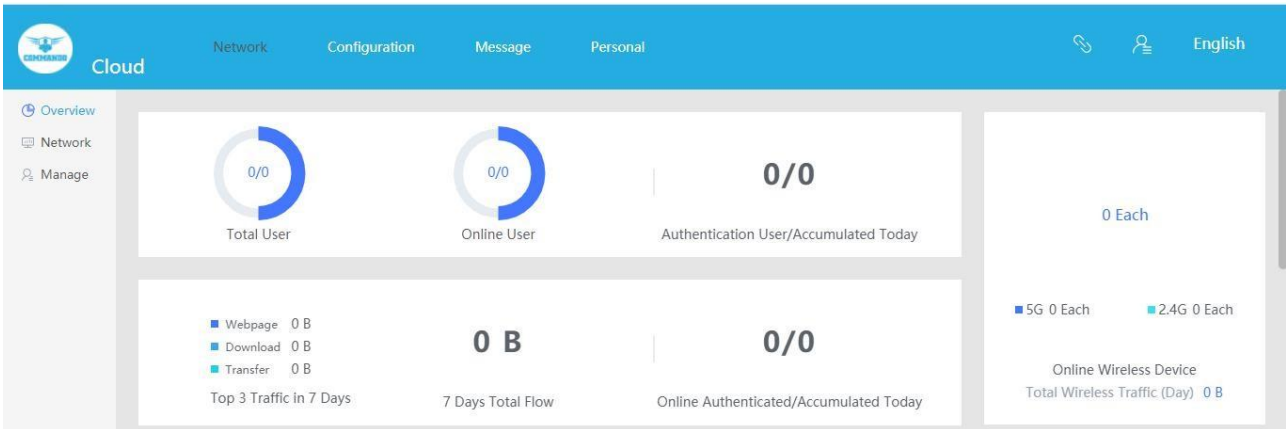 COMMANDO
Cloud
Network Configuration Message Personal
English
Overview
Network
Manage
0/0
Total User
0/0
Online User
0/0
Authentication User/Accumulated Today
Webpage 0 B
Download 0 B
Transfer 0 B
Top 3 Traffic in 7 Days
0 B
7 Days Total Flow
0/0
Online Authenticated/Accumulated Today
0 Each
5G 0 Each 2.4G 0 Each
Online Wireless Device
Total Wireless Traffic (Day) 0 B